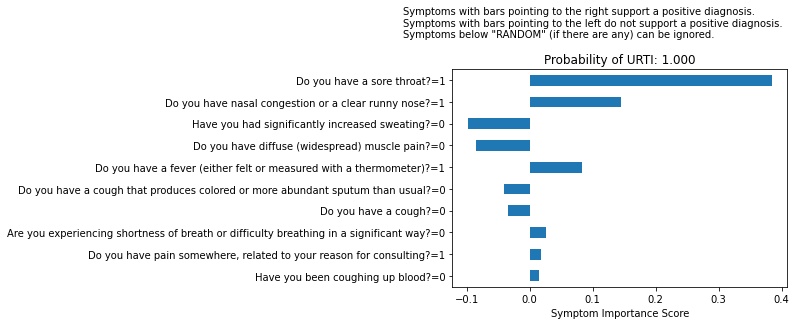 Symptoms with bars pointing to the right support a positive diagnosis.
Symptoms with bars pointing to the left do not support a positive diagnosis.
Symptoms below "RANDOM" (if there are any) can be ignored.
Probability of URTI: 1.000
Do you have a sore throat?=1
Do you have nasal congestion or a clear runny nose?=1
Have you had significantly increased sweating?=0
Do you have diffuse (widespread) muscle pain?=0
Do you have a fever (either felt or measured with a thermometer)?=1
Do you have a cough that produces colored or more abundant sputum than usual?=0
Do you have a cough?=0
Are you experiencing shortness of breath or difficulty breathing in a significant way?=0
Do you have pain somewhere, related to your reason for consulting?=1
Have you been coughing up blood?=0
−0.1 0.0 0.1 0.2 0.3 0.4
Symptom Importance Score